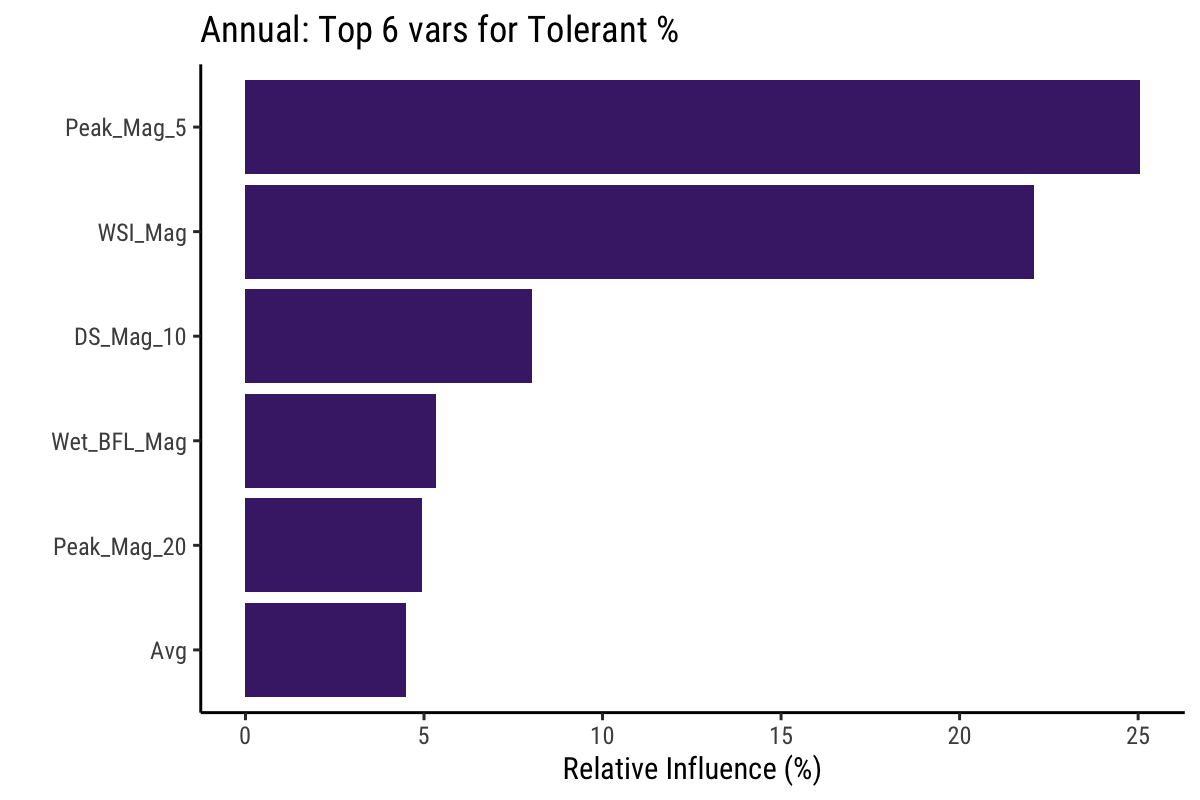 Annual: Top 6 vars for Tolerant %
Peak_Mag_5
WSI_Mag
DS_Mag_10
Wet_BFL_Mag
Peak_Mag_20
Avg
0 5 10 15 20 25
Relative Influence (%)